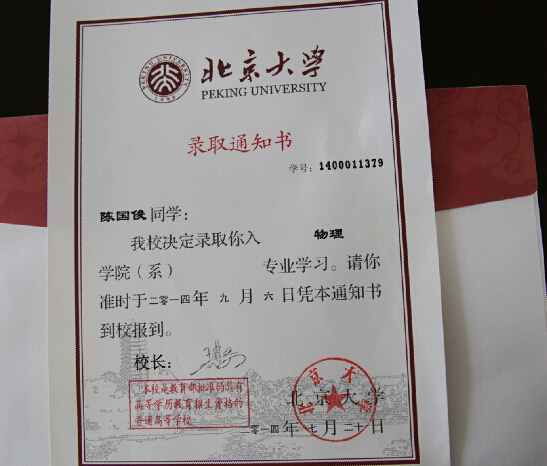 北京大学
PEKING UNIVERSITY
录取通知书
学号：1400011379
陈国俊同学：
我校决定录取你入 物理
学院（系） 专业学习。请你
准时于二零一四年九月六日凭本通知书
到校报到。
校长：
本校是教育部批准的具有
高等学历教育招生资格的
普通高等学校
北京大学
北京大学
二零一四年七月二十日